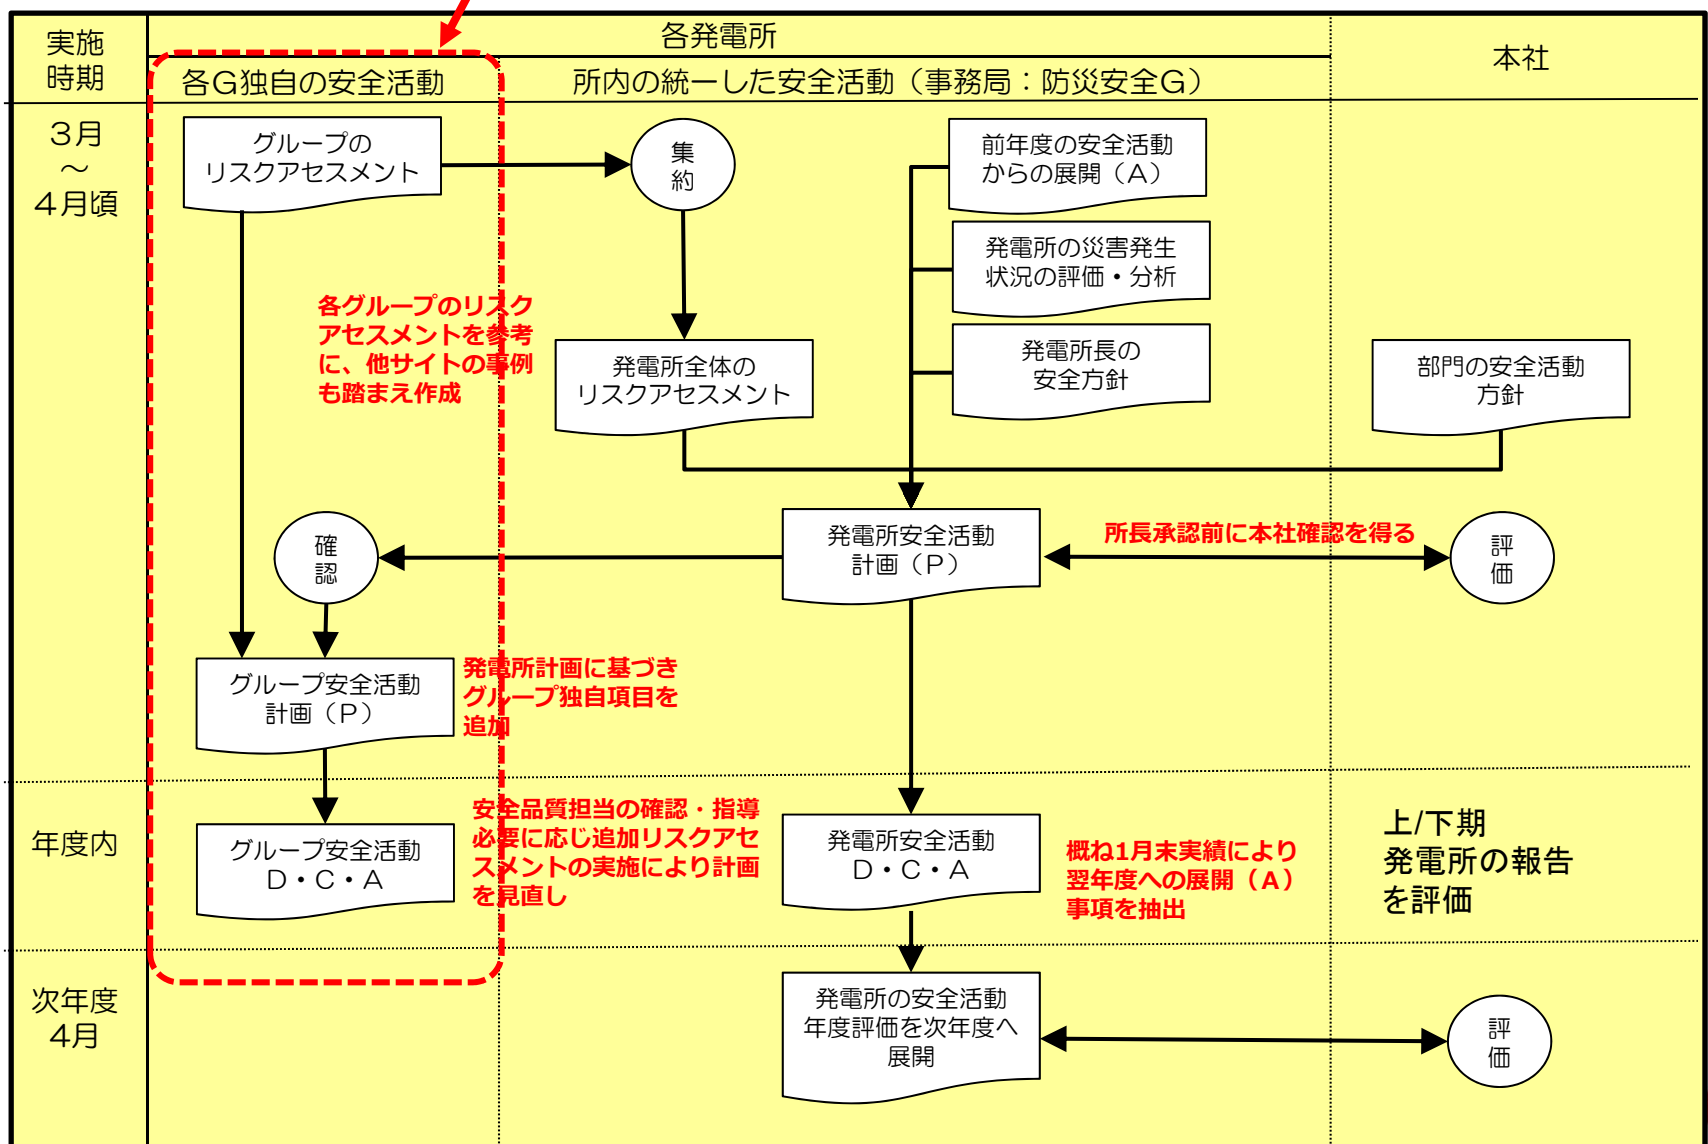 実施
時期
各発電所
本社
各G独自の安全活動
所内の統一した安全活動（事務局：防災安全G）
3月
～
4月頃
グループの
リスクアセスメント
集
約
前年度の安全活動
からの展開（A）
発電所の災害発生
状況の評価・分析
各グループのリスク
アセスメントを参考
に、他サイトの事例
も踏まえ作成
発電所全体の
リスクアセスメント
発電所長の
安全方針
部門の安全活動
方針
確
認
発電所安全活動
計画（P）
所長承認前に本社確認を得る
評
価
グループ安全活動
計画（P）
発電所計画に基づき
グループ独自項目を
追加
年度内
グループ安全活動
D・C・A
安全品質担当の確認・指導
必要に応じ追加リスクアセ
スメントの実施により計画
を見直し
発電所安全活動
D・C・A
概ね1月末実績により
翌年度への展開（A）
事項を抽出
上/下期
発電所の報告
を評価
次年度
4月
発電所の安全活動
年度評価を次年度へ
展開
評
価